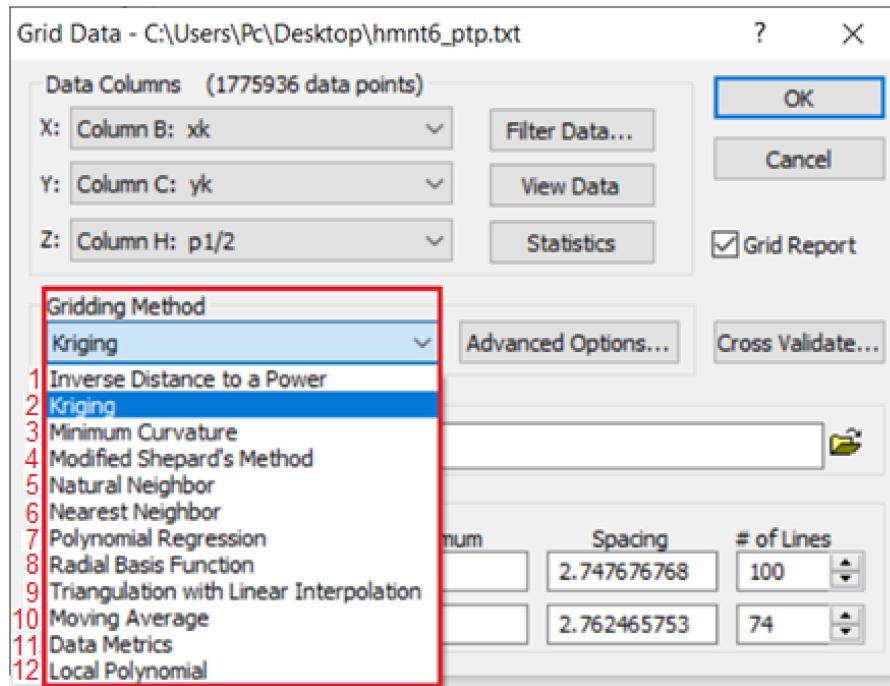 Grid Data - C:\Users\Pc\Desktop\hmnt6_ptp.txt ? X
Data Columns (1775936 data points)
OK
X: Column B: xk
Filter Data...
Cancel
Y: Column C: yk
View Data
Z: Column H: p1/2
Statistics
Grid Report
Gridding Method
Kriging
Advanced Options...
Cross Validate...
1 Inverse Distance to a Power
2 Kriging
3 Minimum Curvature
4 Modified Shepard's Method
5 Natural Neighbor
6 Nearest Neighbor
7 Polynomial Regression
8 Radial Basis Function
9 Triangulation with Linear Interpolation
10 Moving Average
11 Data Metrics
12 Local Polynomial
mum Spacing # of Lines
2.747676768 100
2.762465753 74